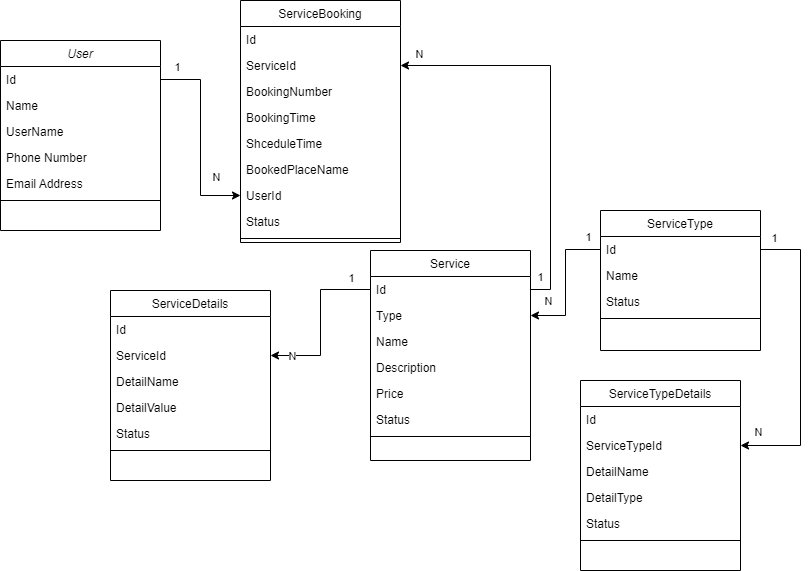 User
Id
Name
UserName
Phone Number
Email Address
1
N
ServiceBooking
Id
ServiceId
BookingNumber
BookingTime
ShceduleTime
BookedPlaceName
UserId
Status
N
1
Service
Id
Type
Name
Description
Price
Status
1
N
ServiceDetails
Id
ServiceId
DetailName
DetailValue
Status
1
N
ServiceType
Id
Name
Status
1
N
ServiceTypeDetails
Id
ServiceTypeId
DetailName
DetailType
Status